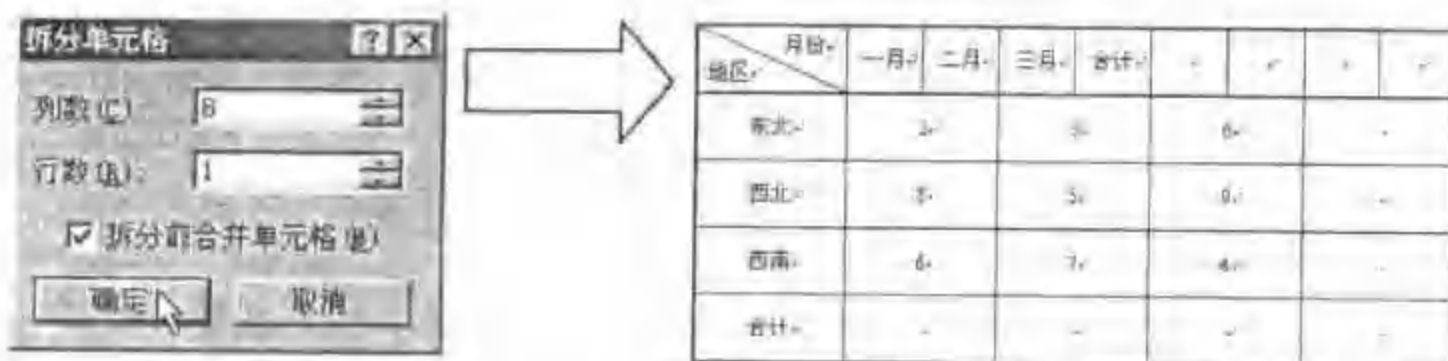 拆分单元格
列数(C): 8
行数(R): 1
拆分前合并单元格(M)
确定 取消
月份
地区 一月 二月 三月 合计
东北 6
西北 8 5 9
西南 6 7 4
合计